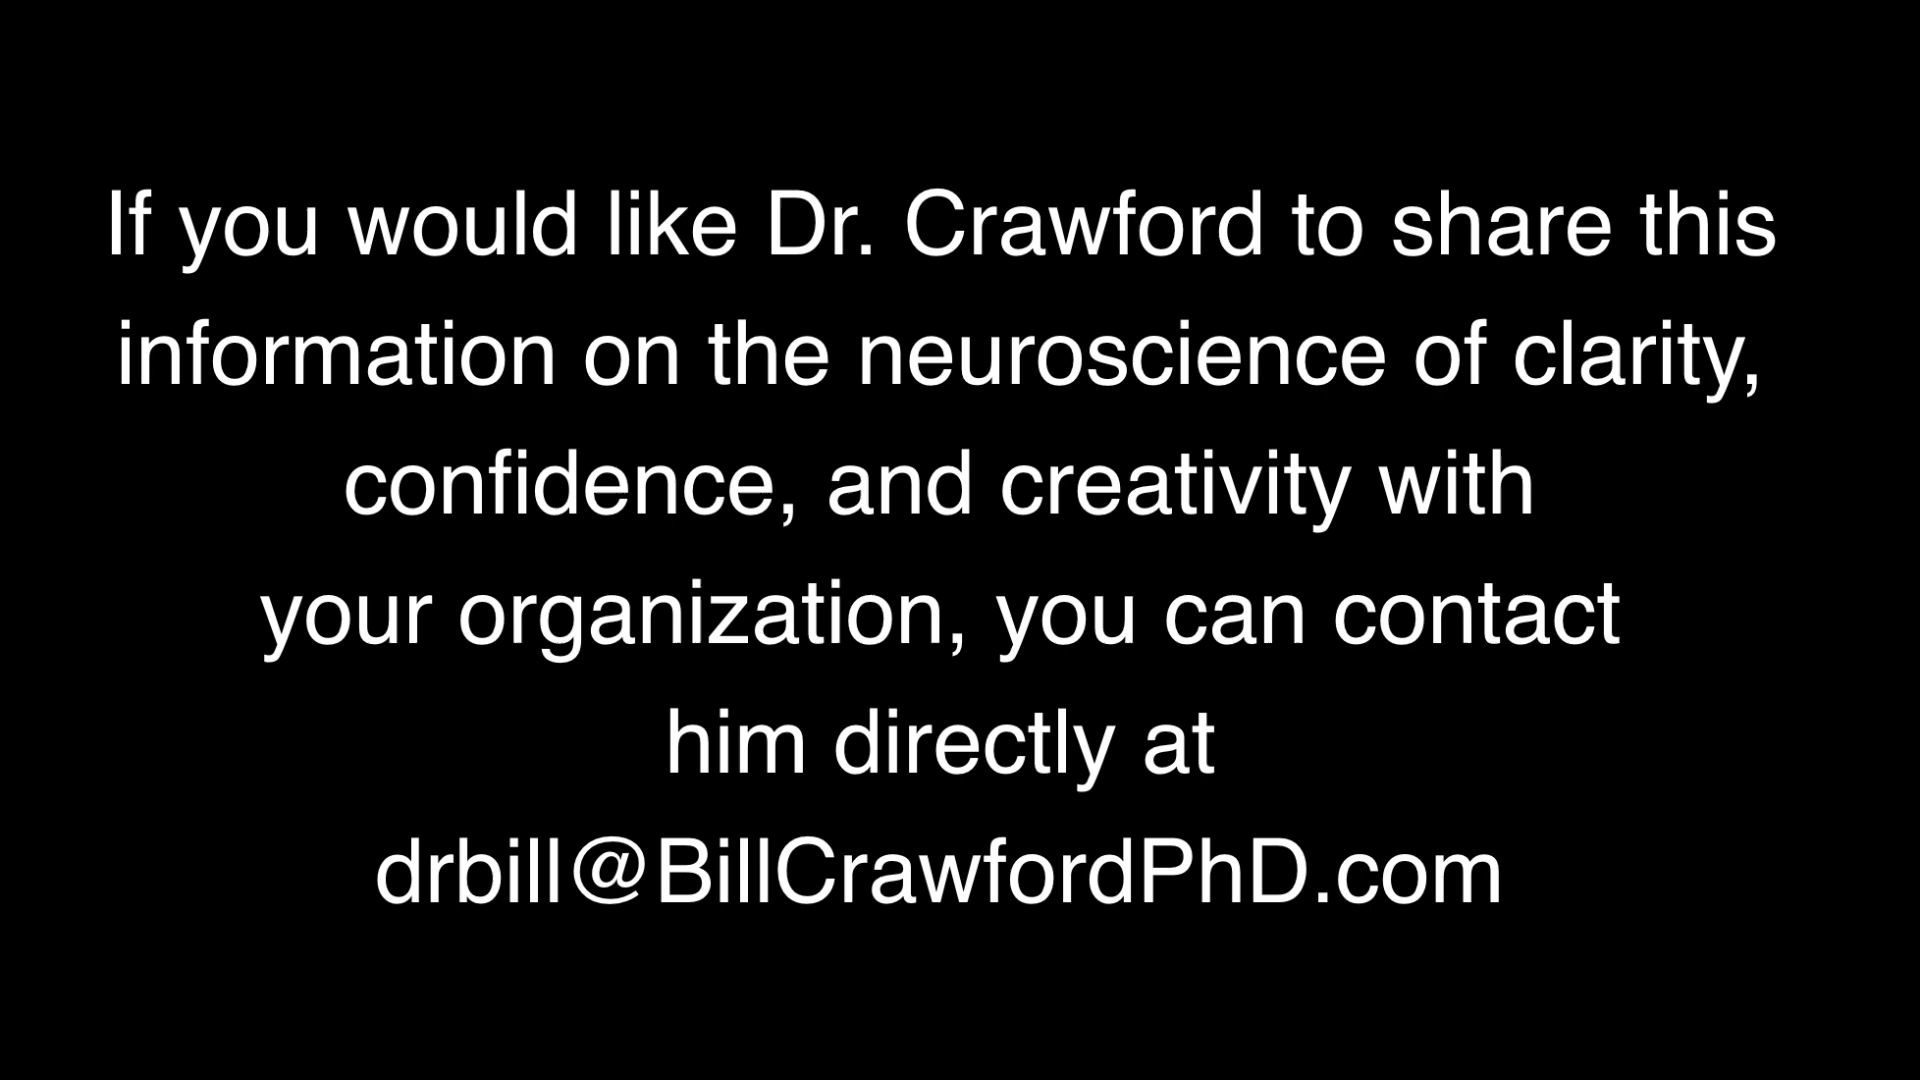 If you would like Dr. Crawford to share this
information on the neuroscience of clarity,
confidence, and creativity with
your organization, you can contact
him directly at
drbill@BillCrawfordPhD.com